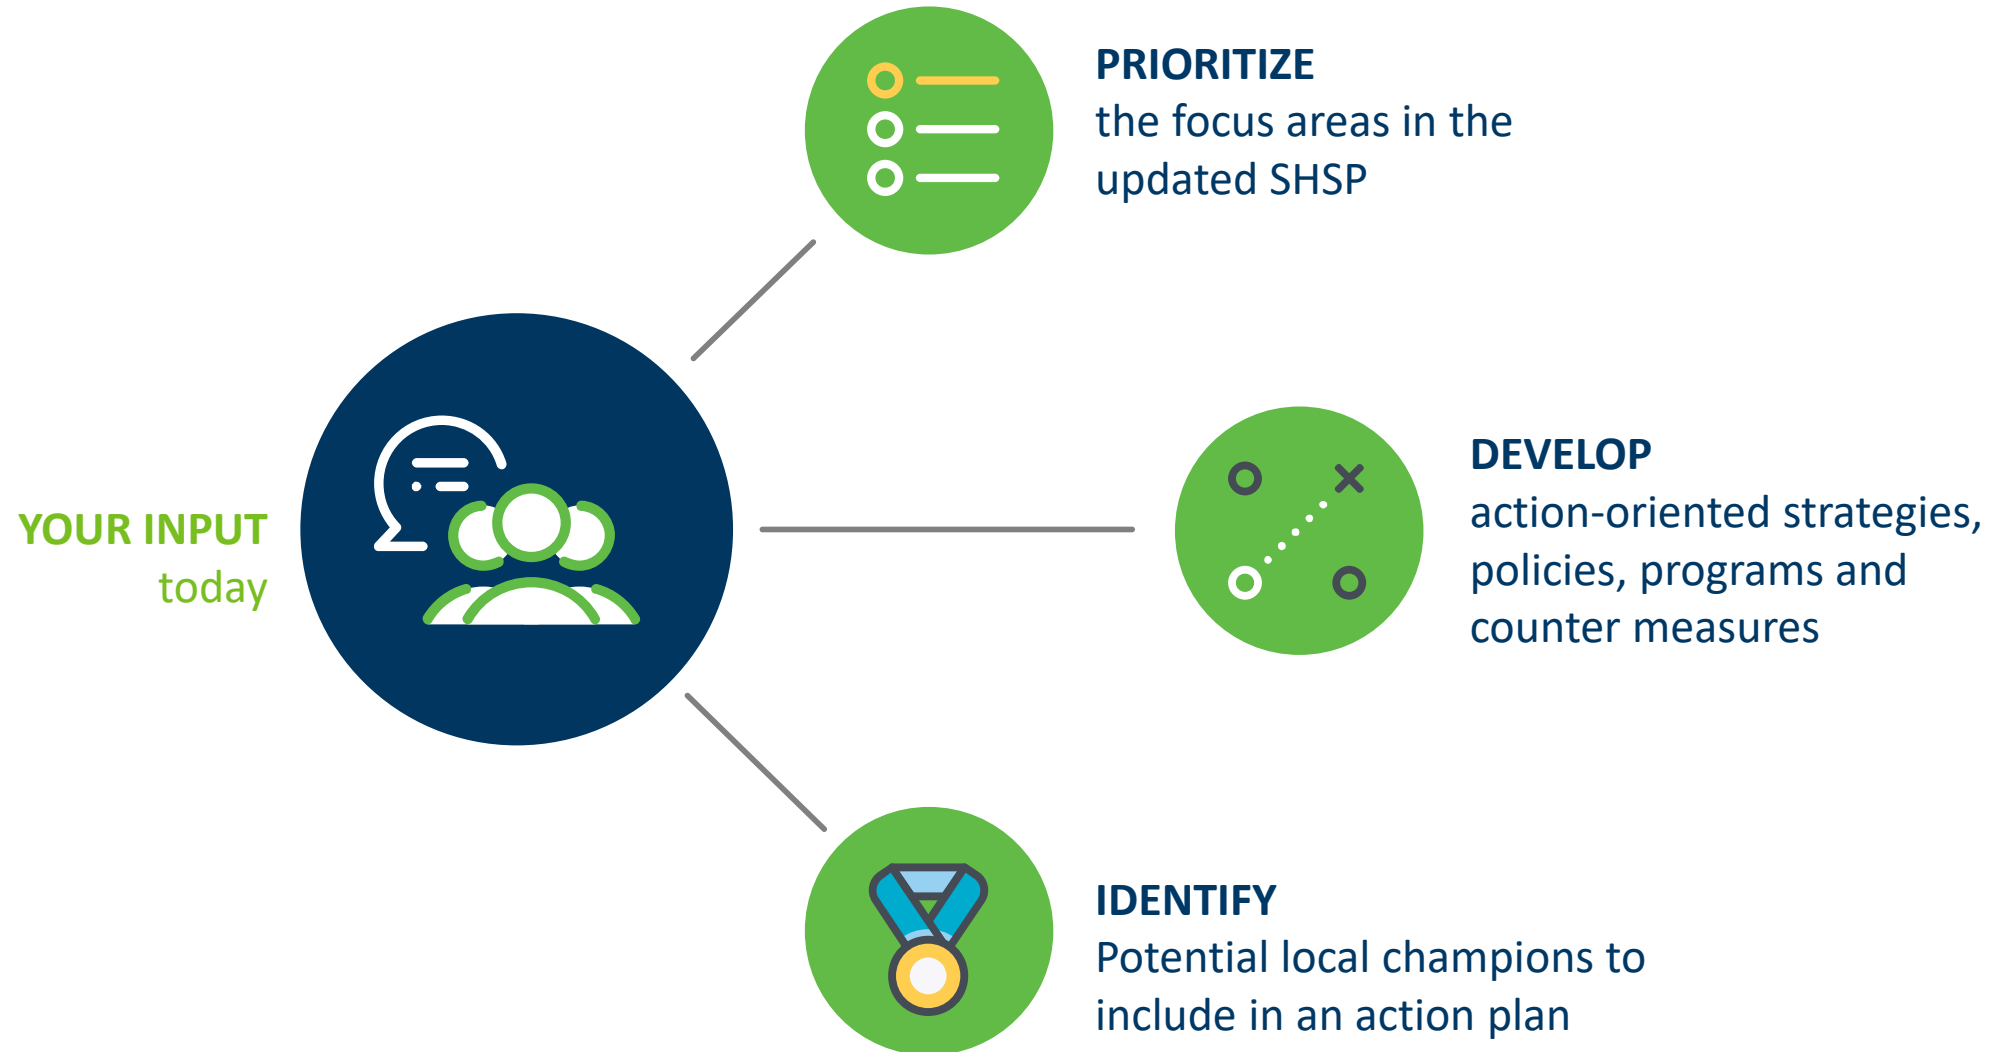 PRIORITIZE
the focus areas in the
updated SHSP
YOUR INPUT
today
DEVELOP
action-oriented strategies,
policies, programs and
counter measures
IDENTIFY
Potential local champions to
include in an action plan